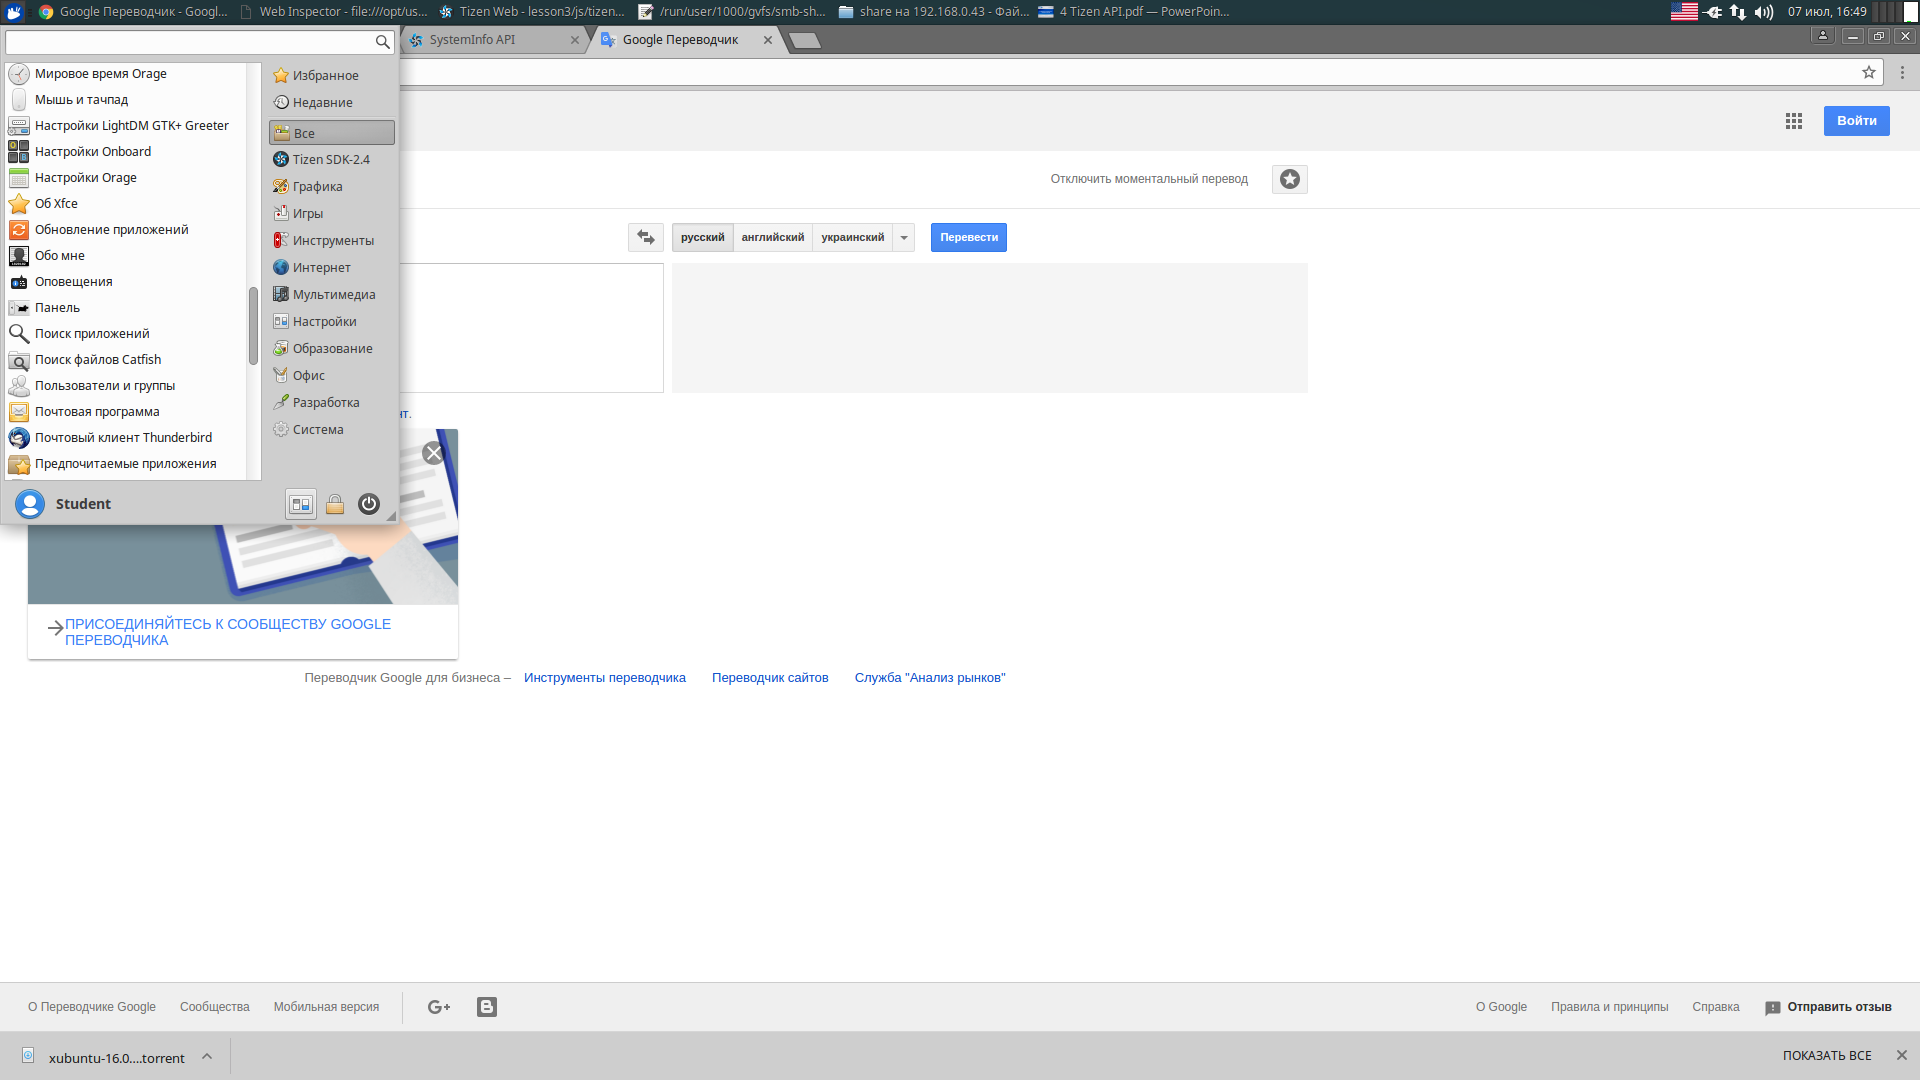 Google Переводчик - Googl...
Web Inspector - file:///opt/us...
Tizen Web - lesson3/js/tizen...
/run/user/1000/gvfs/smb-sh...
share на 192.168.0.43 - Фай...
4 Tizen API.pdf — PowerPoin...
07 июл, 16:49
SystemInfo API
Google Переводчик
Мировое время Orage
Мышь и тачпад
Настройки LightDM GTK+ Greeter
Настройки Onboard
Настройки Orage
Об Xfce
Обновление приложений
Обо мне
Оповещения
Панель
Поиск приложений
Поиск файлов Catfish
Пользователи и группы
Почтовая программа
Почтовый клиент Thunderbird
Предпочитаемые приложения
Избранное
Недавние
Все
Tizen SDK-2.4
Графика
Игры
Инструменты
Интернет
Мультимедиа
Настройки
Образование
Офис
Разработка
Система
Student
Войти
Отключить моментальный перевод
русский
английский
украинский
Перевести
нт.
ПРИСОЕДИНЯЙТЕСЬ К СООБЩЕСТВУ GOOGLE
ПЕРЕВОДЧИКА
Переводчик Google для бизнеса – Инструменты переводчика Переводчик сайтов Служба "Анализ рынков"
О Переводчике Google
Сообщества
Мобильная версия
G+
О Google
Правила и принципы
Справка
Отправить отзыв
xubuntu-16.0....torrent
ПОКАЗАТЬ ВСЕ